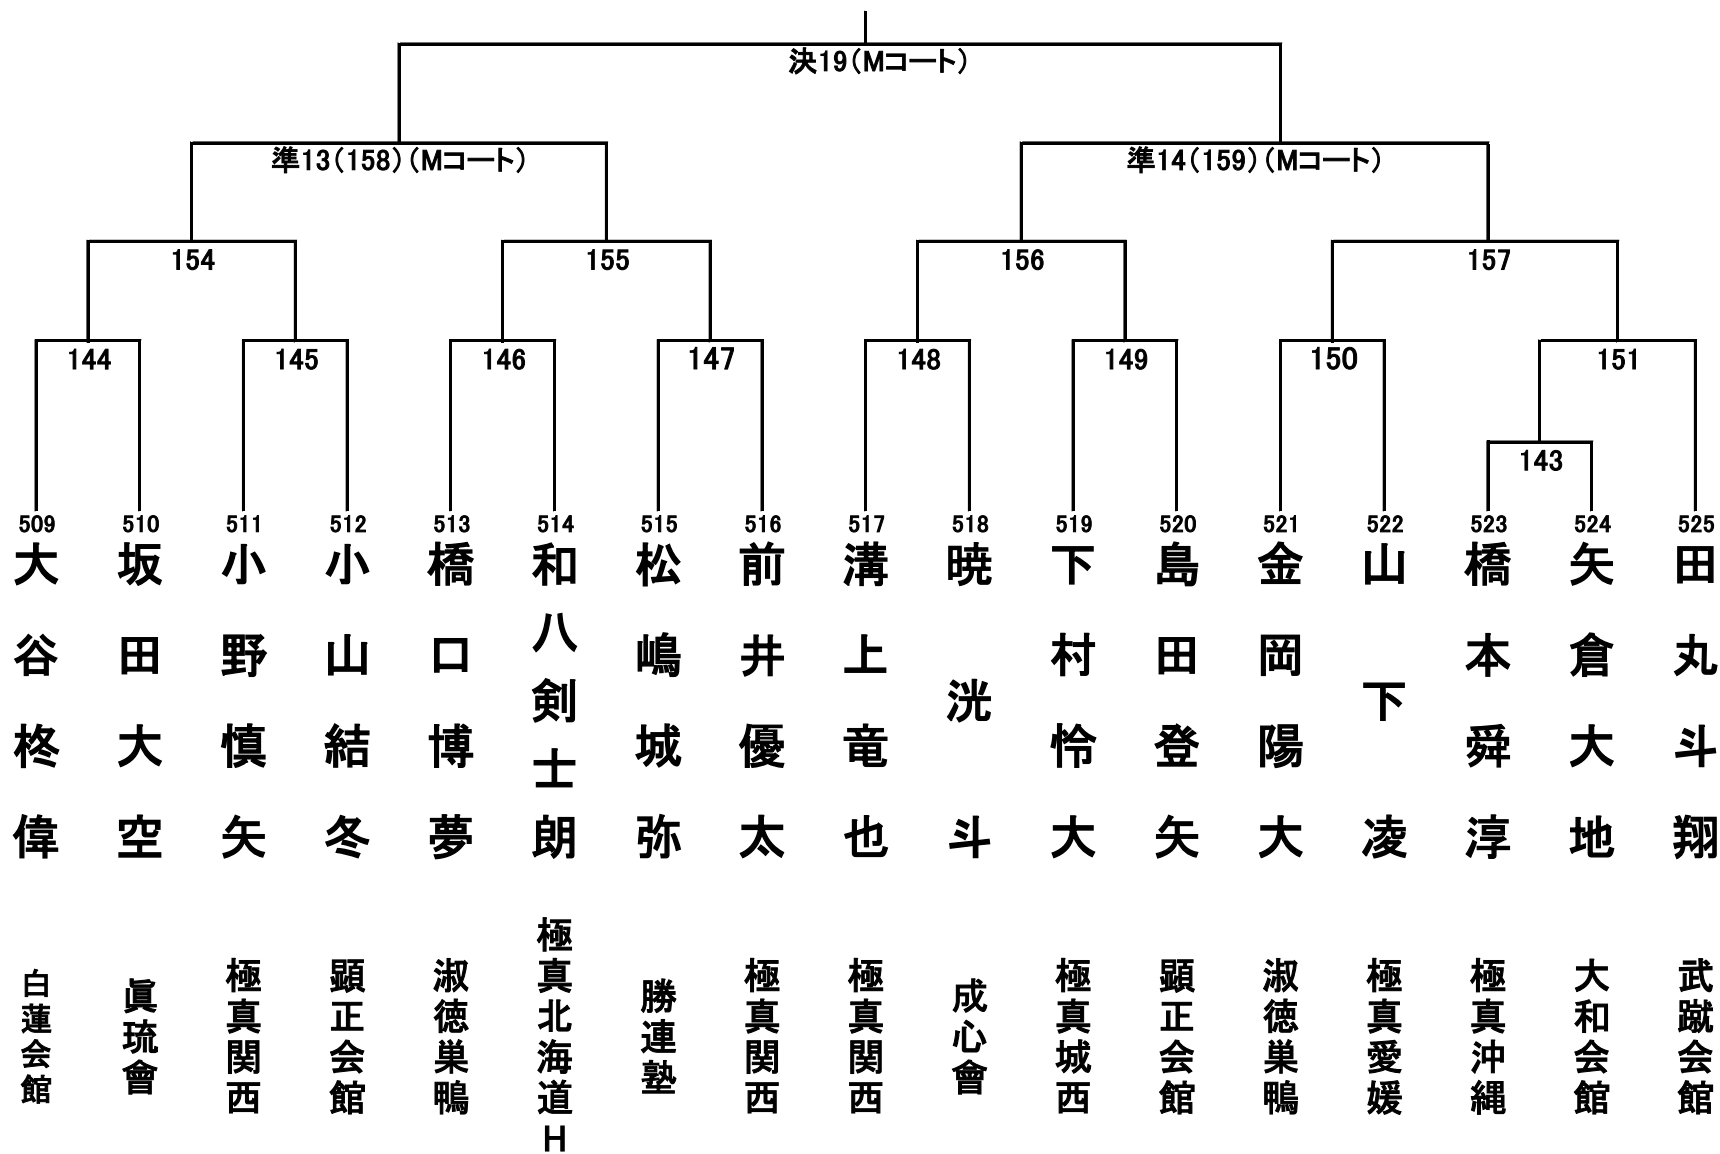 決19(Mコート)
準13(158)(Mコート)
準14(159)(Mコート)
154
155
156
157
144
145
146
147
148
149
150
151
143
509
510
511
512
513
514
515
516
517
518
519
520
521
522
523
524
525
大谷柊偉
坂田大空
小野慎矢
小山結冬
橋口博夢
和八剣士朗
松嶋城弥
前井優太
溝上竜也
暁洸斗
下村怜大
島田登矢
金岡陽大
山下凌
橋本舜淳
矢倉大地
田丸斗翔
白蓮会館
眞琉會
極真関西
顕正会館
淑徳巣鴨
極真北海道H
勝連塾
極真関西
極真関西
成心會
極真城西
顕正会館
淑徳巣鴨
極真愛媛
極真沖縄
大和会館
武蹴会館